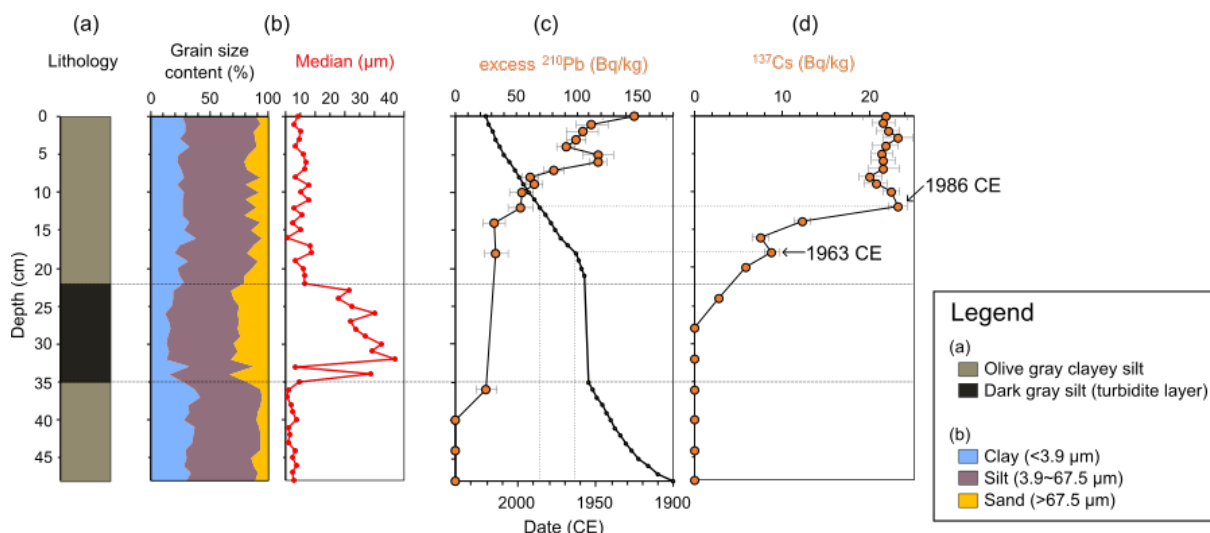 (a)
(b)
(c)
(d)
Lithology
Grain size
content (%)
Median (µm)
excess ²¹⁰Pb (Bq/kg)
¹³⁷Cs (Bq/kg)
0 50 100
10 20 30 40
0 50 100 150
0 10 20
Depth (cm)
0
5
10
15
20
25
30
35
40
45
1986 CE
1963 CE
2000 1950 1900
Date (CE)
Legend
(a)
Olive gray clayey silt
Dark gray silt (turbidite layer)
(b)
Clay (<3.9 µm)
Silt (3.9~67.5 µm)
Sand (>67.5 µm)